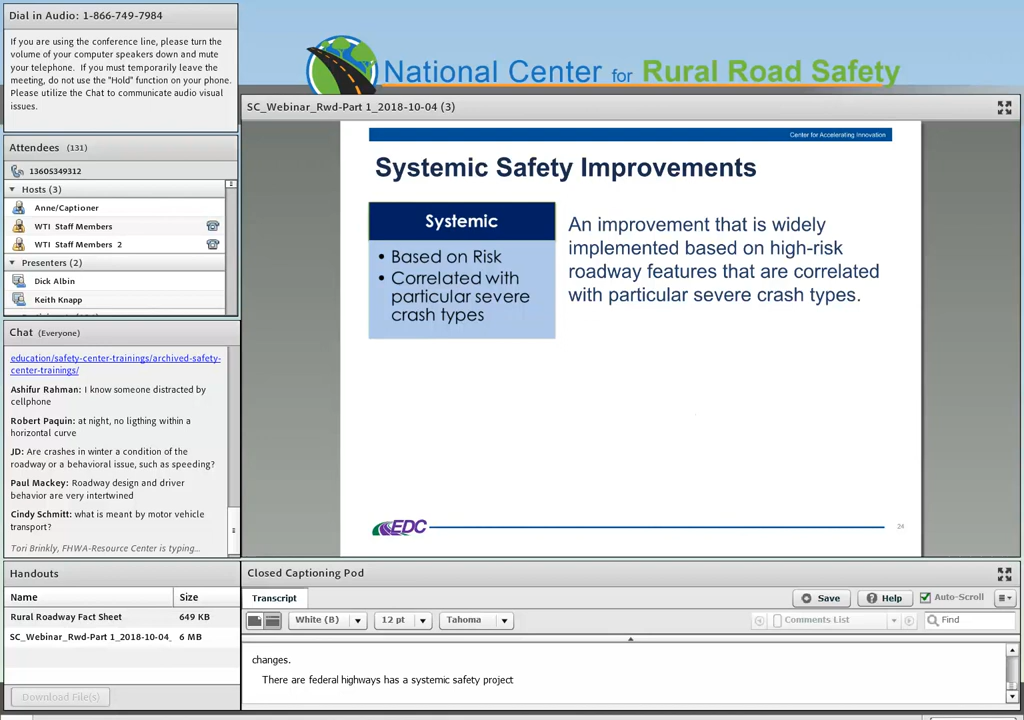 Dial in Audio: 1-866-749-7984
If you are using the conference line, please turn the
volume of your computer speakers down and mute
your telephone. If you must temporarily leave the
meeting, do not use the "Hold" function on your phone.
Please utilize the Chat to communicate audio visual
issues.
National Center for Rural Road Safety
SC_Webinar_Rwd-Part 1_2018-10-04 (3)
Attendees (131)
13605349312
Hosts (3)
Anne/Captioner
WTI Staff Members
WTI Staff Members 2
Presenters (2)
Dick Albin
Keith Knapp
Center for Accelerating Innovation
Systemic Safety Improvements
Systemic
• Based on Risk
• Correlated with
particular severe
crash types
An improvement that is widely
implemented based on high-risk
roadway features that are correlated
with particular severe crash types.
EDC
24
Chat (Everyone)
education/safety-center-trainings/archived-safety-
center-trainings/
Ashifur Rahman: I know someone distracted by
cellphone
Robert Paquin: at night, no ligthing within a
horizontal curve
JD: Are crashes in winter a condition of the
roadway or a behavioral issue, such as speeding?
Paul Mackey: Roadway design and driver
behavior are very intertwined
Cindy Schmitt: what is meant by motor vehicle
transport?
Tori Brinkly, FHWA-Resource Center is typing...
Handouts
Name Size
Rural Roadway Fact Sheet 649 KB
SC_Webinar_Rwd-Part 1_2018-10-04_ 6 MB
Download File(s)
Closed Captioning Pod
Transcript
Save
Help
Auto-Scroll
White (B)
12 pt
Tahoma
Comments List
Find
changes.
There are federal highways has a systemic safety project